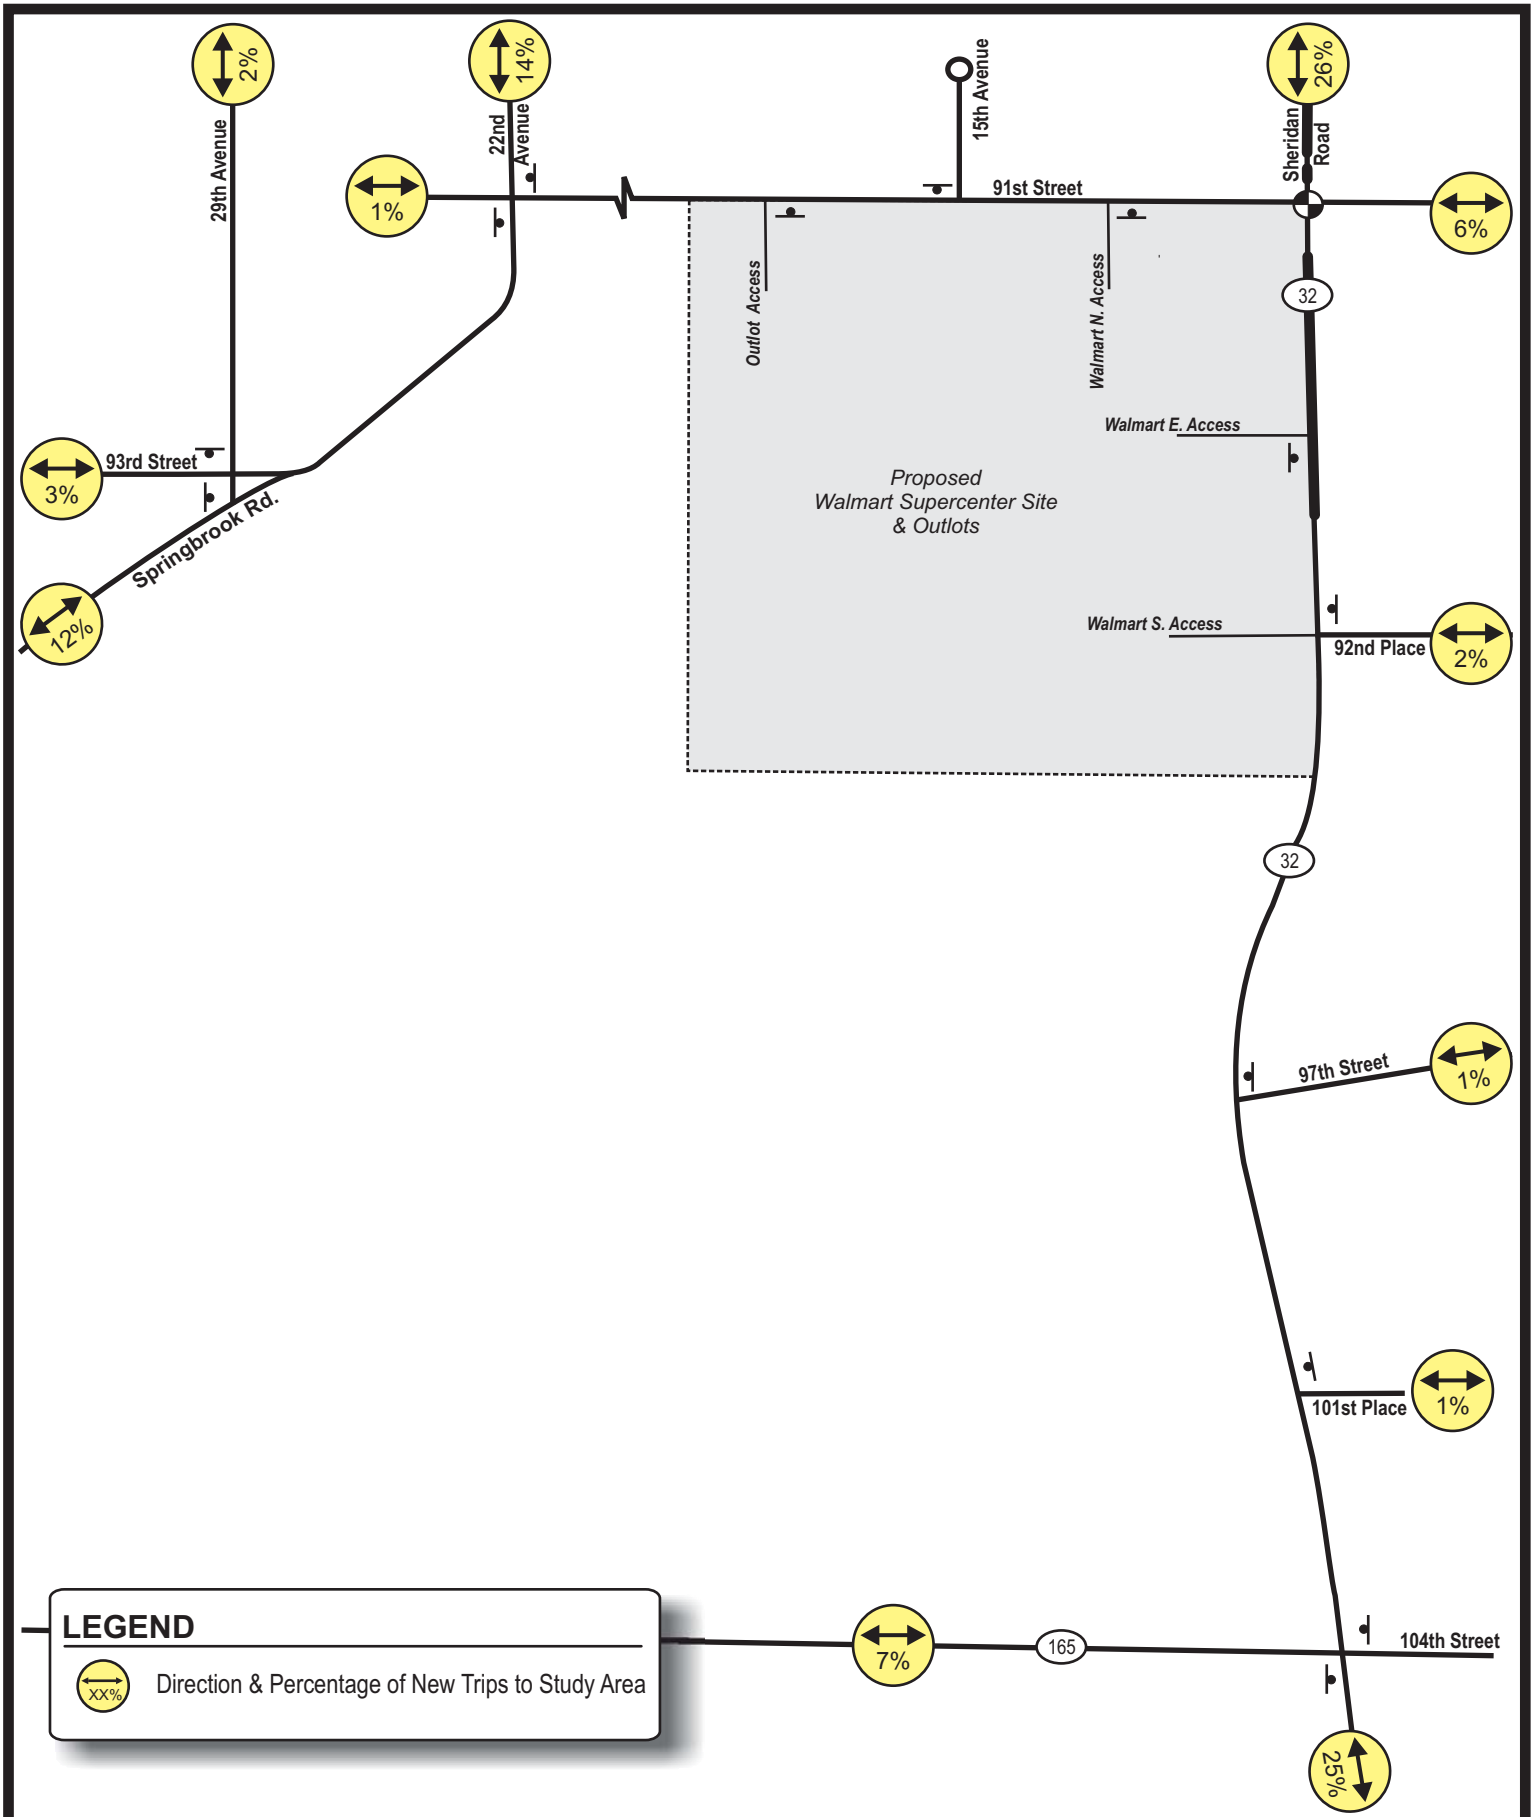 2%
14%
26%
29th Avenue
22nd
Avenue
15th Avenue
Sheridan
Road
1%
91st Street
6%
Outlot Access
Walmart N. Access
32
Walmart E. Access
93rd Street
3%
Springbrook Rd.
12%
Proposed
Walmart Supercenter Site
& Outlots
Walmart S. Access
92nd Place
2%
32
97th Street
1%
101st Place
1%
LEGEND
XX%
Direction & Percentage of New Trips to Study Area
7%
165
104th Street
25%